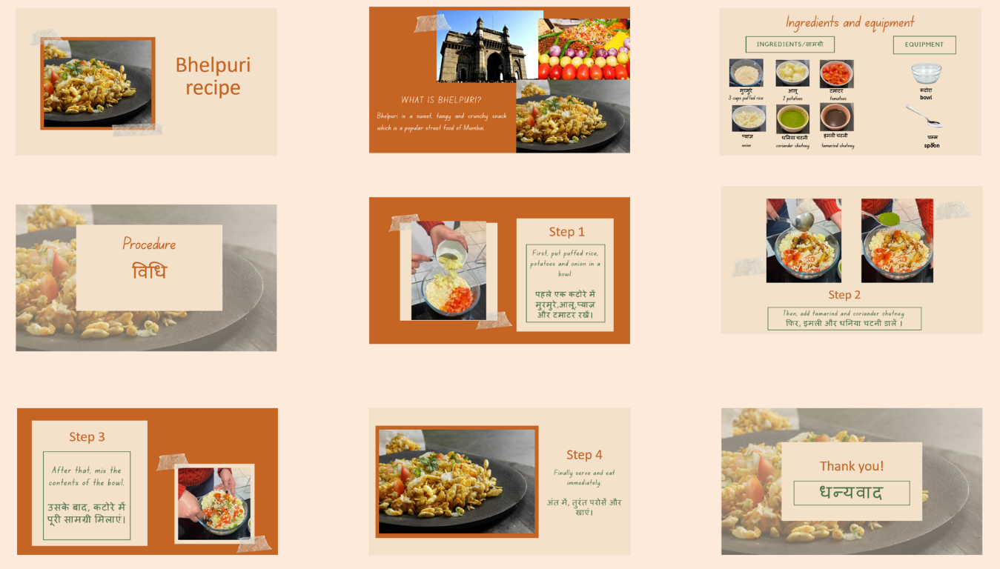 Bhelpuri
recipe
WHAT IS BHELPURI?
Bhelpuri is a sweet, tangy and crunchy snack
which is a popular street food of Mumbai.
Ingredients and equipment
INGREDIENTS/सामग्री
EQUIPMENT
मुरमुरे
3 cups puffed rice
आलू
2 potatoes
टमाटर
tomatoes
कटोरा
bowl
प्याज़
onion
धनिया चटनी
coriander chutney
इमली चटनी
tamarind chutney
spoon
Procedure
विधि
Step 1
First, put puffed rice,
potatoes and onion in a
bowl.
पहले एक कटोरे में
मुरमुरे,आलू,प्याज़
और टमाटर रखें।
Step 2
Then, add tamarind and coriander chutney.
फिर, इमली और धनिया चटनी डालें ।
Step 3
After that, mix the
contents of the bowl.
उसके बाद, कटोरे में
पूरी सामग्री मिलाएं।
Step 4
Finally serve and eat
immediately.
अंत में, तुरंत परोसें और
खाएं।
Thank you!
धन्यवाद